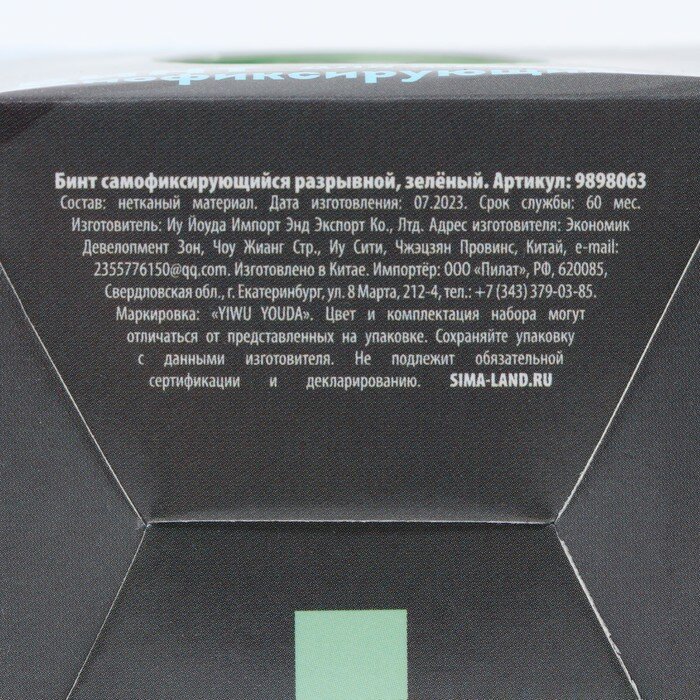 Бинт самофиксирующийся разрывной, зелёный. Артикул: 9898063
Состав: нетканый материал. Дата изготовления: 07.2023. Срок службы: 60 мес.
Изготовитель: Иу Йоуда Импорт Энд Экспорт Ко., Лтд. Адрес изготовителя: Экономик
Девелопмент Зон, Чоу Жианг Стр., Иу Сити, Чжэцзян Провинс, Китай, e-mail:
2355776150@qq.com. Изготовлено в Китае. Импортёр: ООО «Пилат», РФ, 620085,
Свердловская обл., г. Екатеринбург, ул. 8 Марта, 212-4, тел.: +7 (343) 379-03-85.
Маркировка: «YIWU YOUDA». Цвет и комплектация набора могут
отличаться от представленных на упаковке. Сохраняйте упаковку
с данными изготовителя. Не подлежит обязательной
сертификации и декларированию. SIMA-LAND.RU